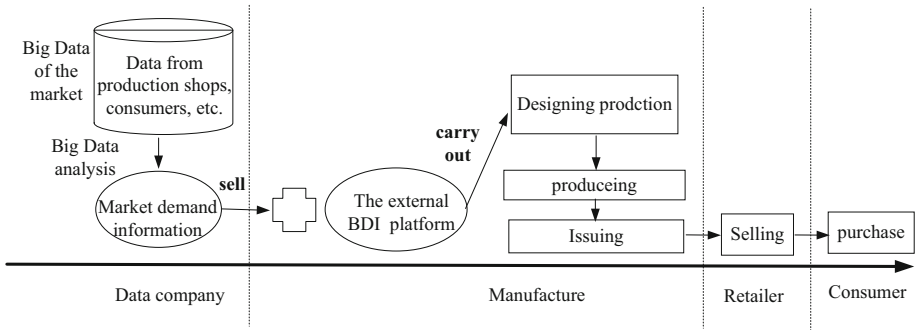 Big Data
of the
market
Data from
production shops,
consumers, etc.
Big Data
analysis
Market demand
information
sell
The external
BDI platform
carry
out
Designing prodction
produceing
Issuing
Selling
purchase
Data company
Manufacture
Retailer
Consumer